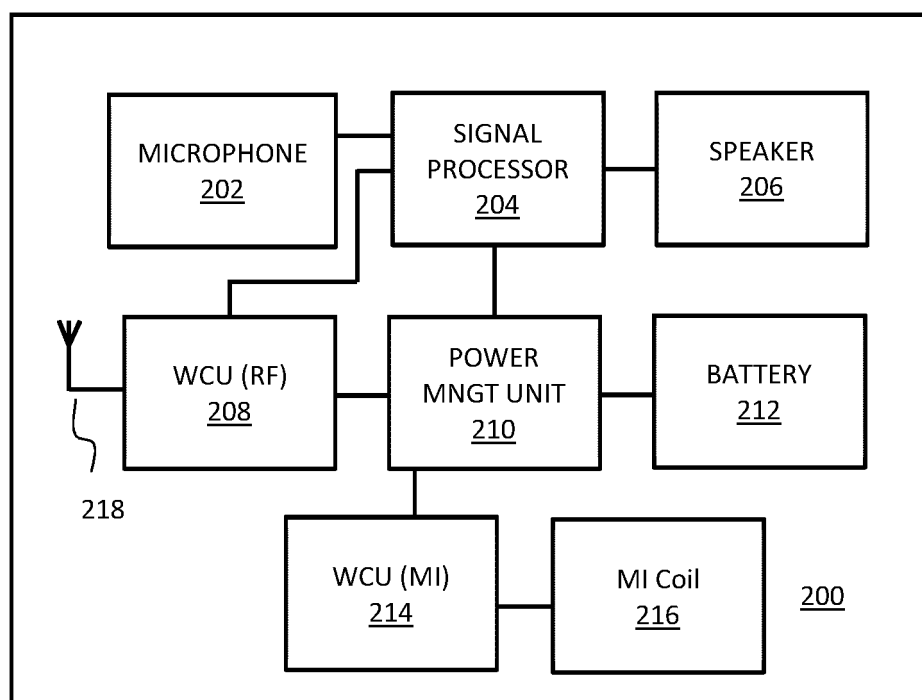 MICROPHONE
202
SIGNAL
PROCESSOR
204
SPEAKER
206
WCU (RF)
208
POWER
MNGT UNIT
210
BATTERY
212
218
WCU (MI)
214
MI Coil
216
200